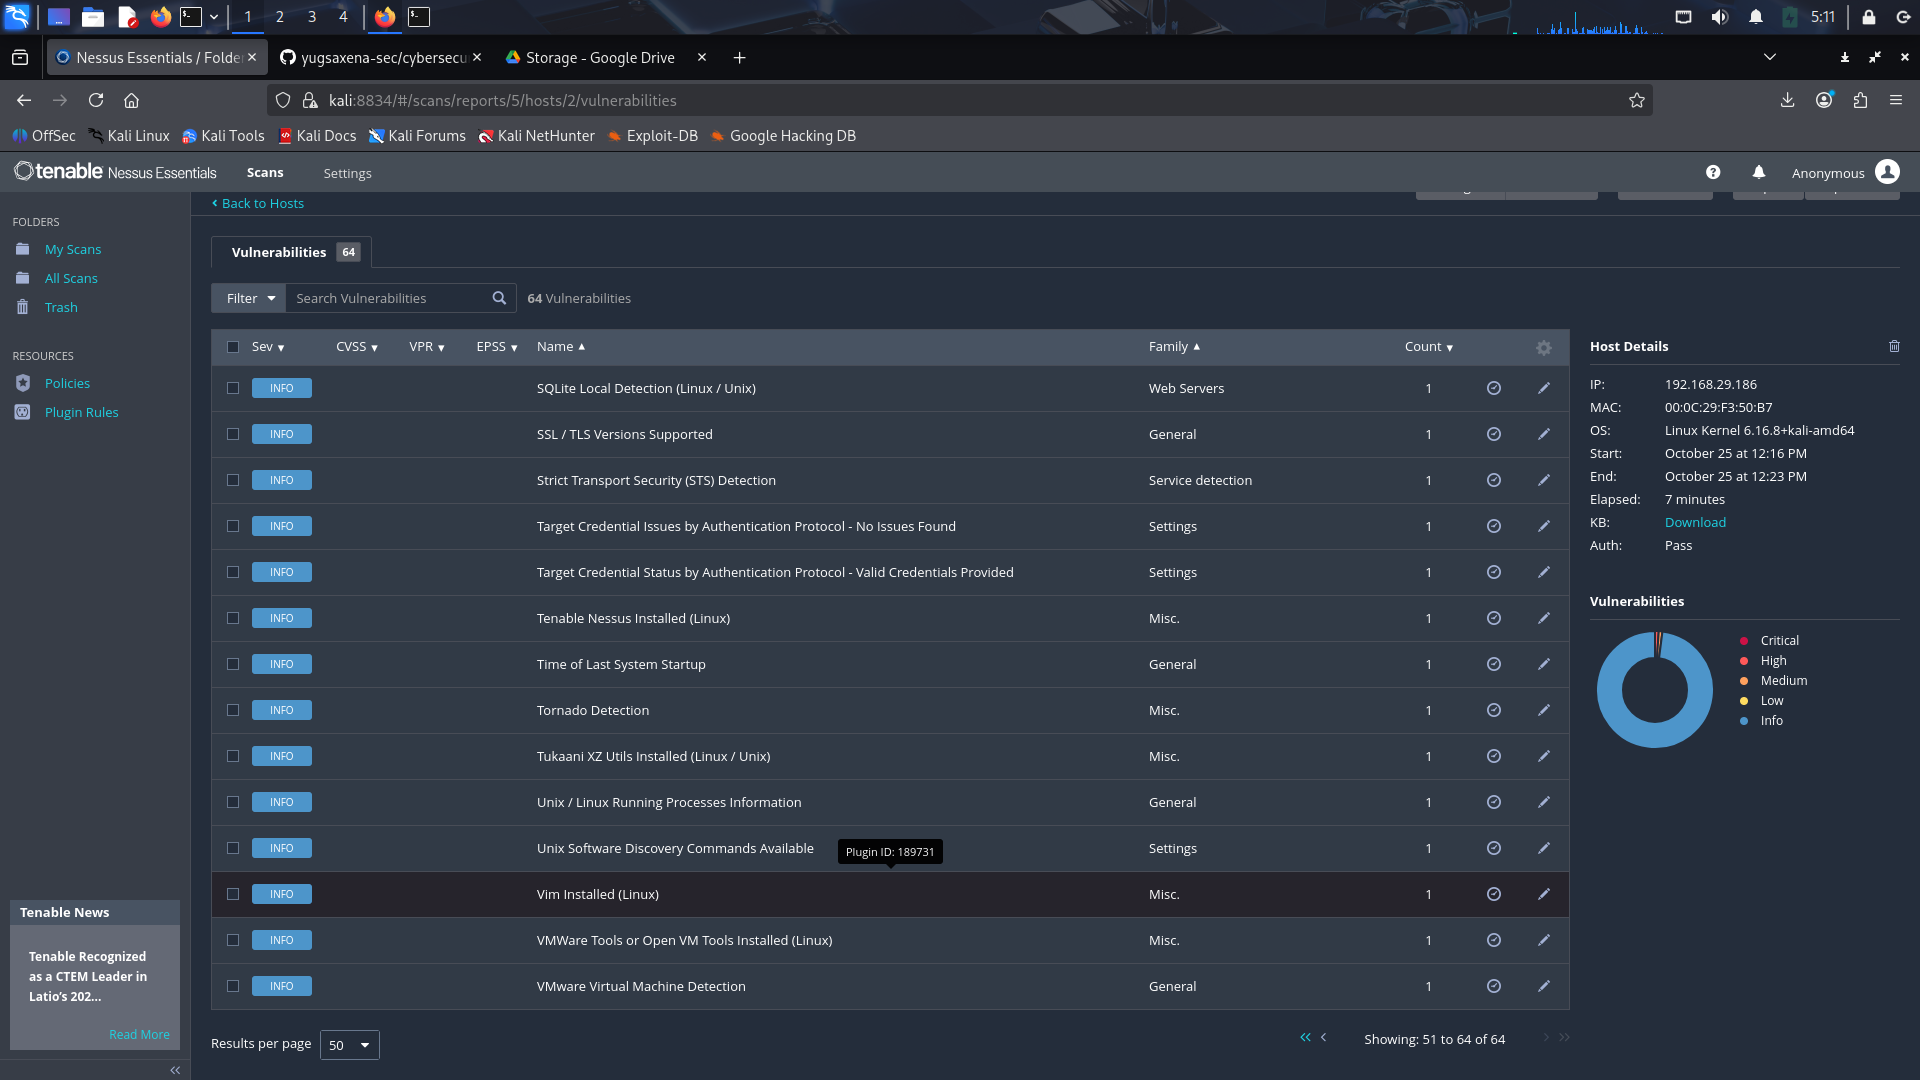 1 2 3 4 5:11
Nessus Essentials / Folde yugsaxena-sec/cybersecu Storage - Google Drive
kali:8834/#/scans/reports/5/hosts/2/vulnerabilities
OffSec Kali Linux Kali Tools Kali Docs Kali Forums Kali NetHunter Exploit-DB Google Hacking DB
tenable Nessus Essentials Scans Settings Anonymous
FOLDERS
My Scans
All Scans
Trash
RESOURCES
Policies
Plugin Rules
Tenable News
Tenable Recognized
as a CTEM Leader in
Latio's 202...
Read More
Back to Hosts
Vulnerabilities 64
Filter Search Vulnerabilities 64 Vulnerabilities
Sev CVSS VPR EPSS Name Family Count
INFO SQLite Local Detection (Linux / Unix) Web Servers 1
INFO SSL / TLS Versions Supported General 1
INFO Strict Transport Security (STS) Detection Service detection 1
INFO Target Credential Issues by Authentication Protocol - No Issues Found Settings 1
INFO Target Credential Status by Authentication Protocol - Valid Credentials Provided Settings 1
INFO Tenable Nessus Installed (Linux) Misc. 1
INFO Time of Last System Startup General 1
INFO Tornado Detection Misc. 1
INFO Tukaani XZ Utils Installed (Linux / Unix) Misc. 1
INFO Unix / Linux Running Processes Information General 1
INFO Unix Software Discovery Commands Available Settings 1
Plugin ID: 189731
INFO Vim Installed (Linux) Misc. 1
INFO VMWare Tools or Open VM Tools Installed (Linux) Misc. 1
INFO VMware Virtual Machine Detection General 1
Results per page 50 Showing: 51 to 64 of 64
Host Details
IP: 192.168.29.186
MAC: 00:0C:29:F3:50:B7
OS: Linux Kernel 6.16.8+kali-amd64
Start: October 25 at 12:16 PM
End: October 25 at 12:23 PM
Elapsed: 7 minutes
KB: Download
Auth: Pass
Vulnerabilities
Critical
High
Medium
Low
Info